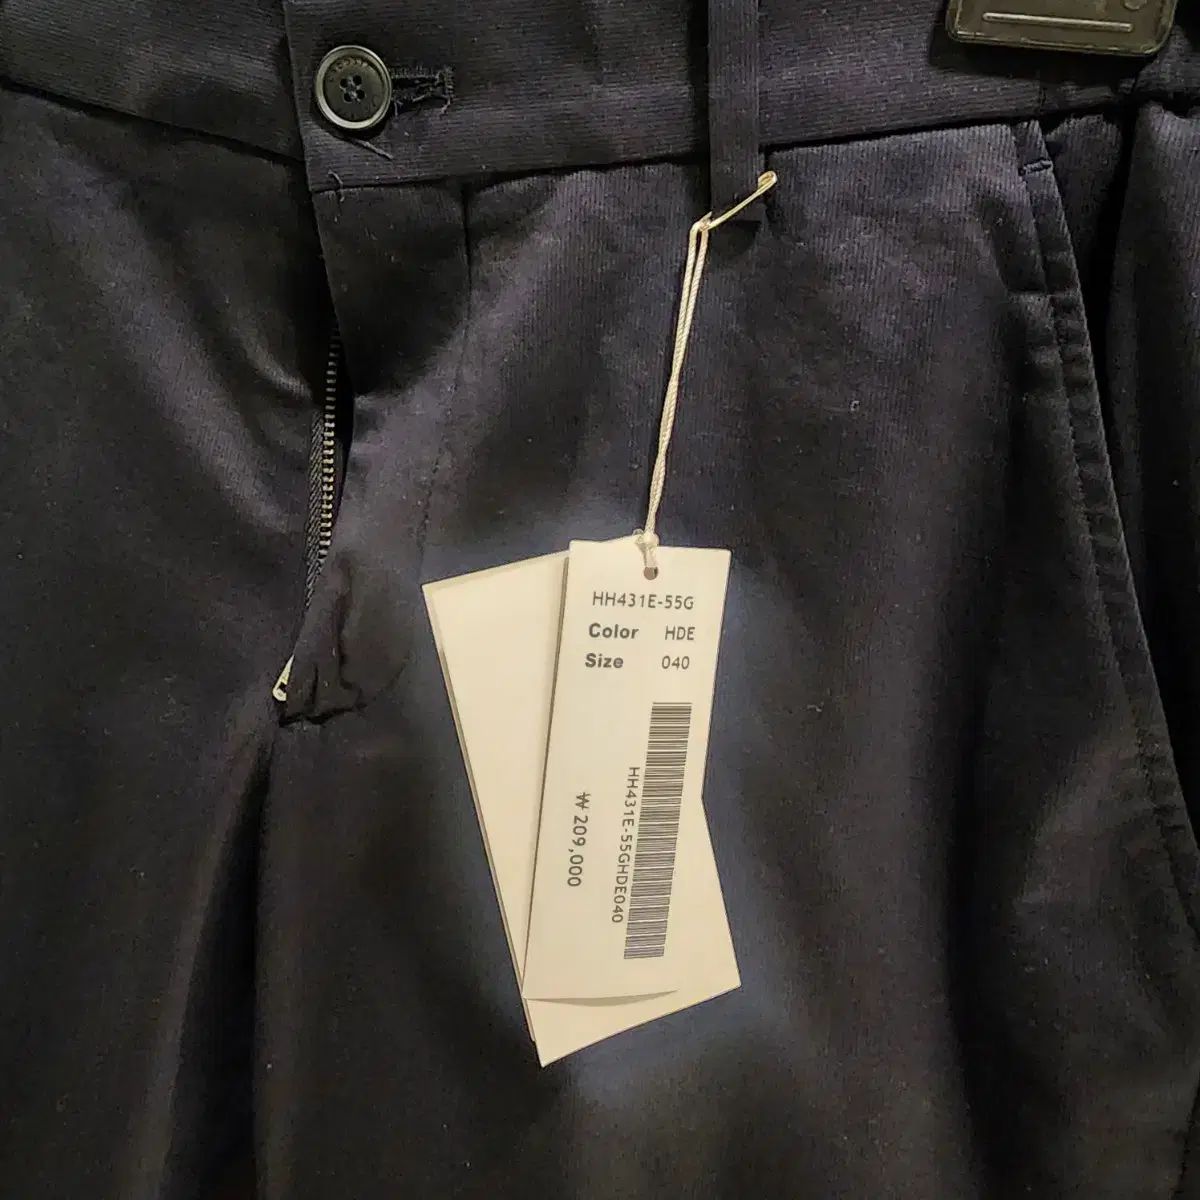 HH431E-55G
Color HDE
Size 040
HH431E-55GHDE040
₩ 209,000